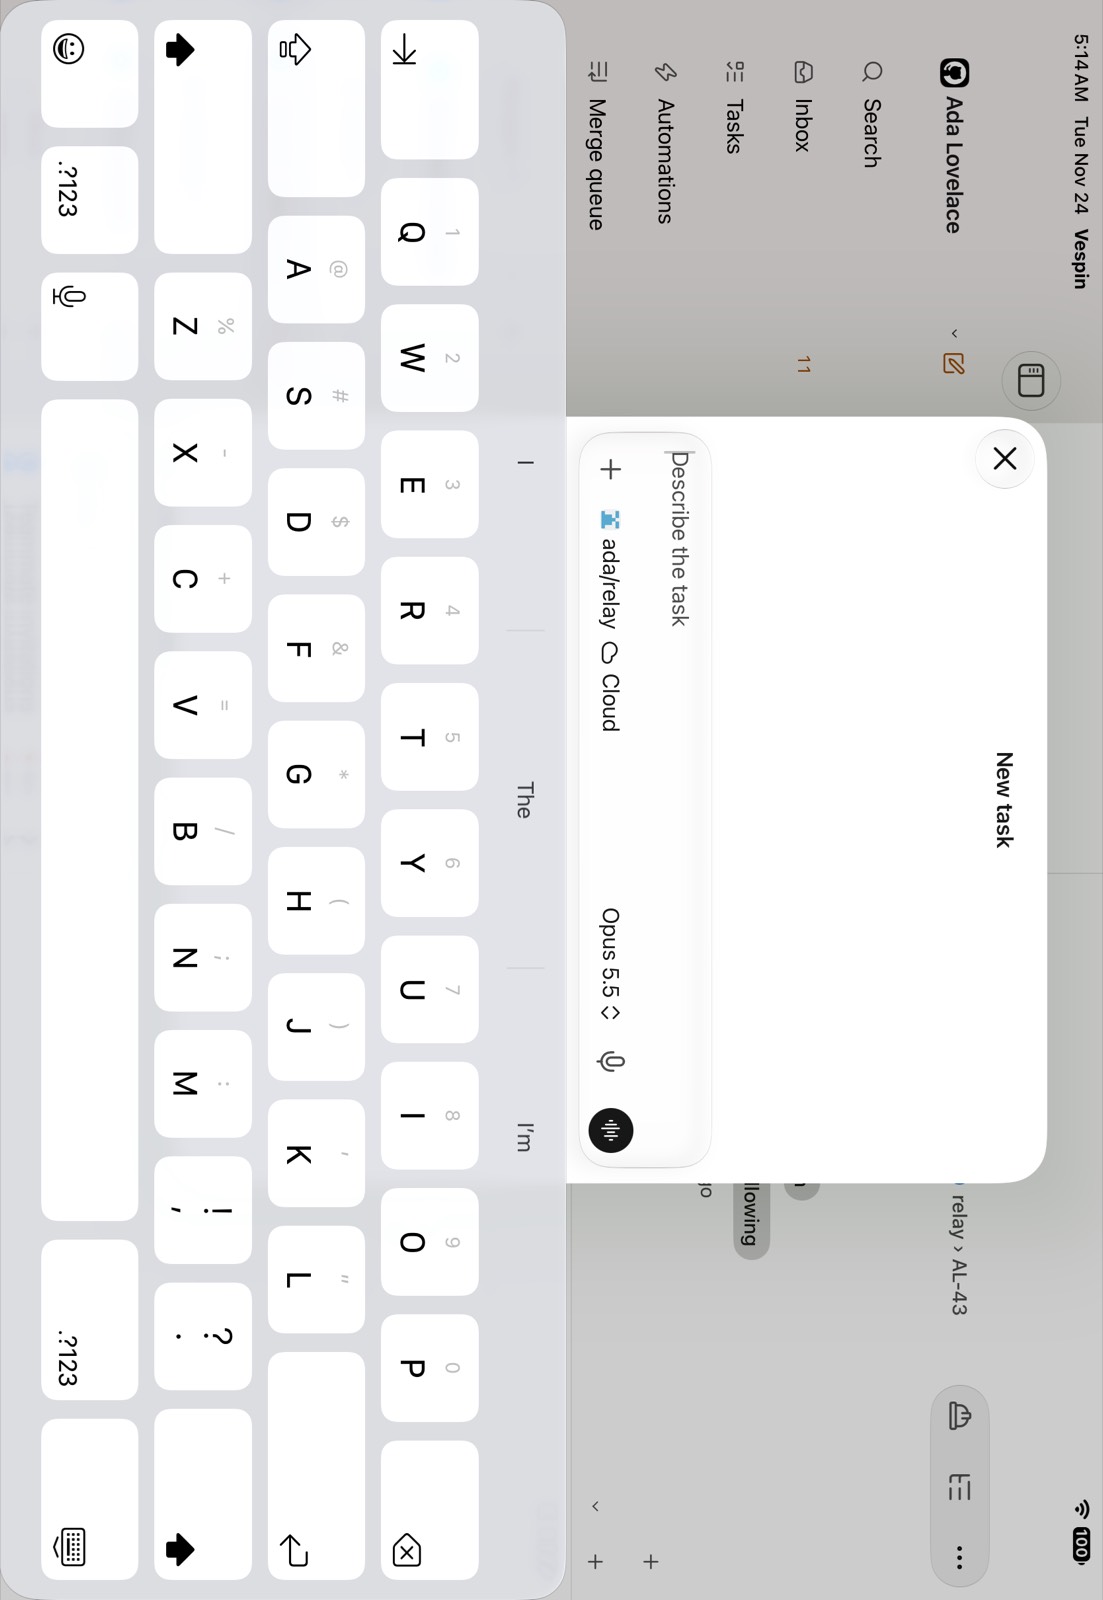 5:14 AM Tue Nov 24 Vespin
100
New task
Ada Lovelace
relay › AL-43
Search
Inbox 11
Tasks
Automations
Merge queue
llowing
go
Describe the task
ada/relay Cloud Opus 5.5
I The I’m
1 2 3 4 5 6 7 8 9 0
Q W E R T Y U I O P
@ # $ & * ( ) ' "
A S D F G H J K L
% - + = / ; : ! ?
Z X C V B N M , .
.?123 .?123